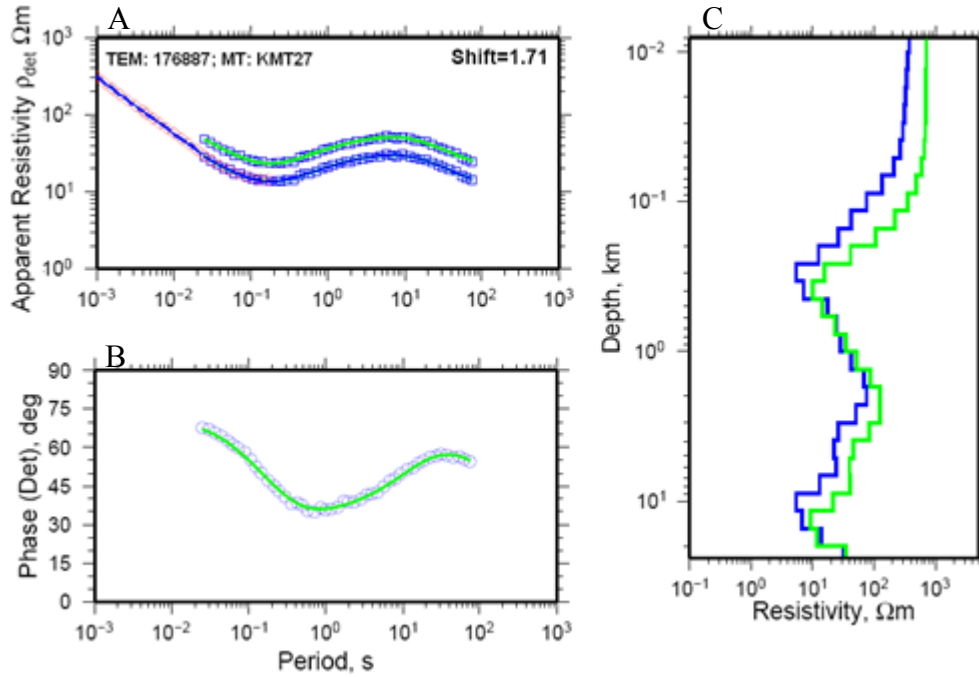 A
Apparent Resistivity ρdet Ωm
10³
10²
10¹
10⁰
TEM: 176887; MT: KMT27
Shift=1.71
10⁻³ 10⁻² 10⁻¹ 10⁰ 10¹ 10² 10³
B
Phase (Det), deg
90
75
60
45
30
15
0
10⁻³ 10⁻² 10⁻¹ 10⁰ 10¹ 10² 10³
Period, s
C
Depth, km
10⁻²
10⁻¹
10⁰
10¹
10⁻¹ 10⁰ 10¹ 10² 10³
Resistivity, Ωm